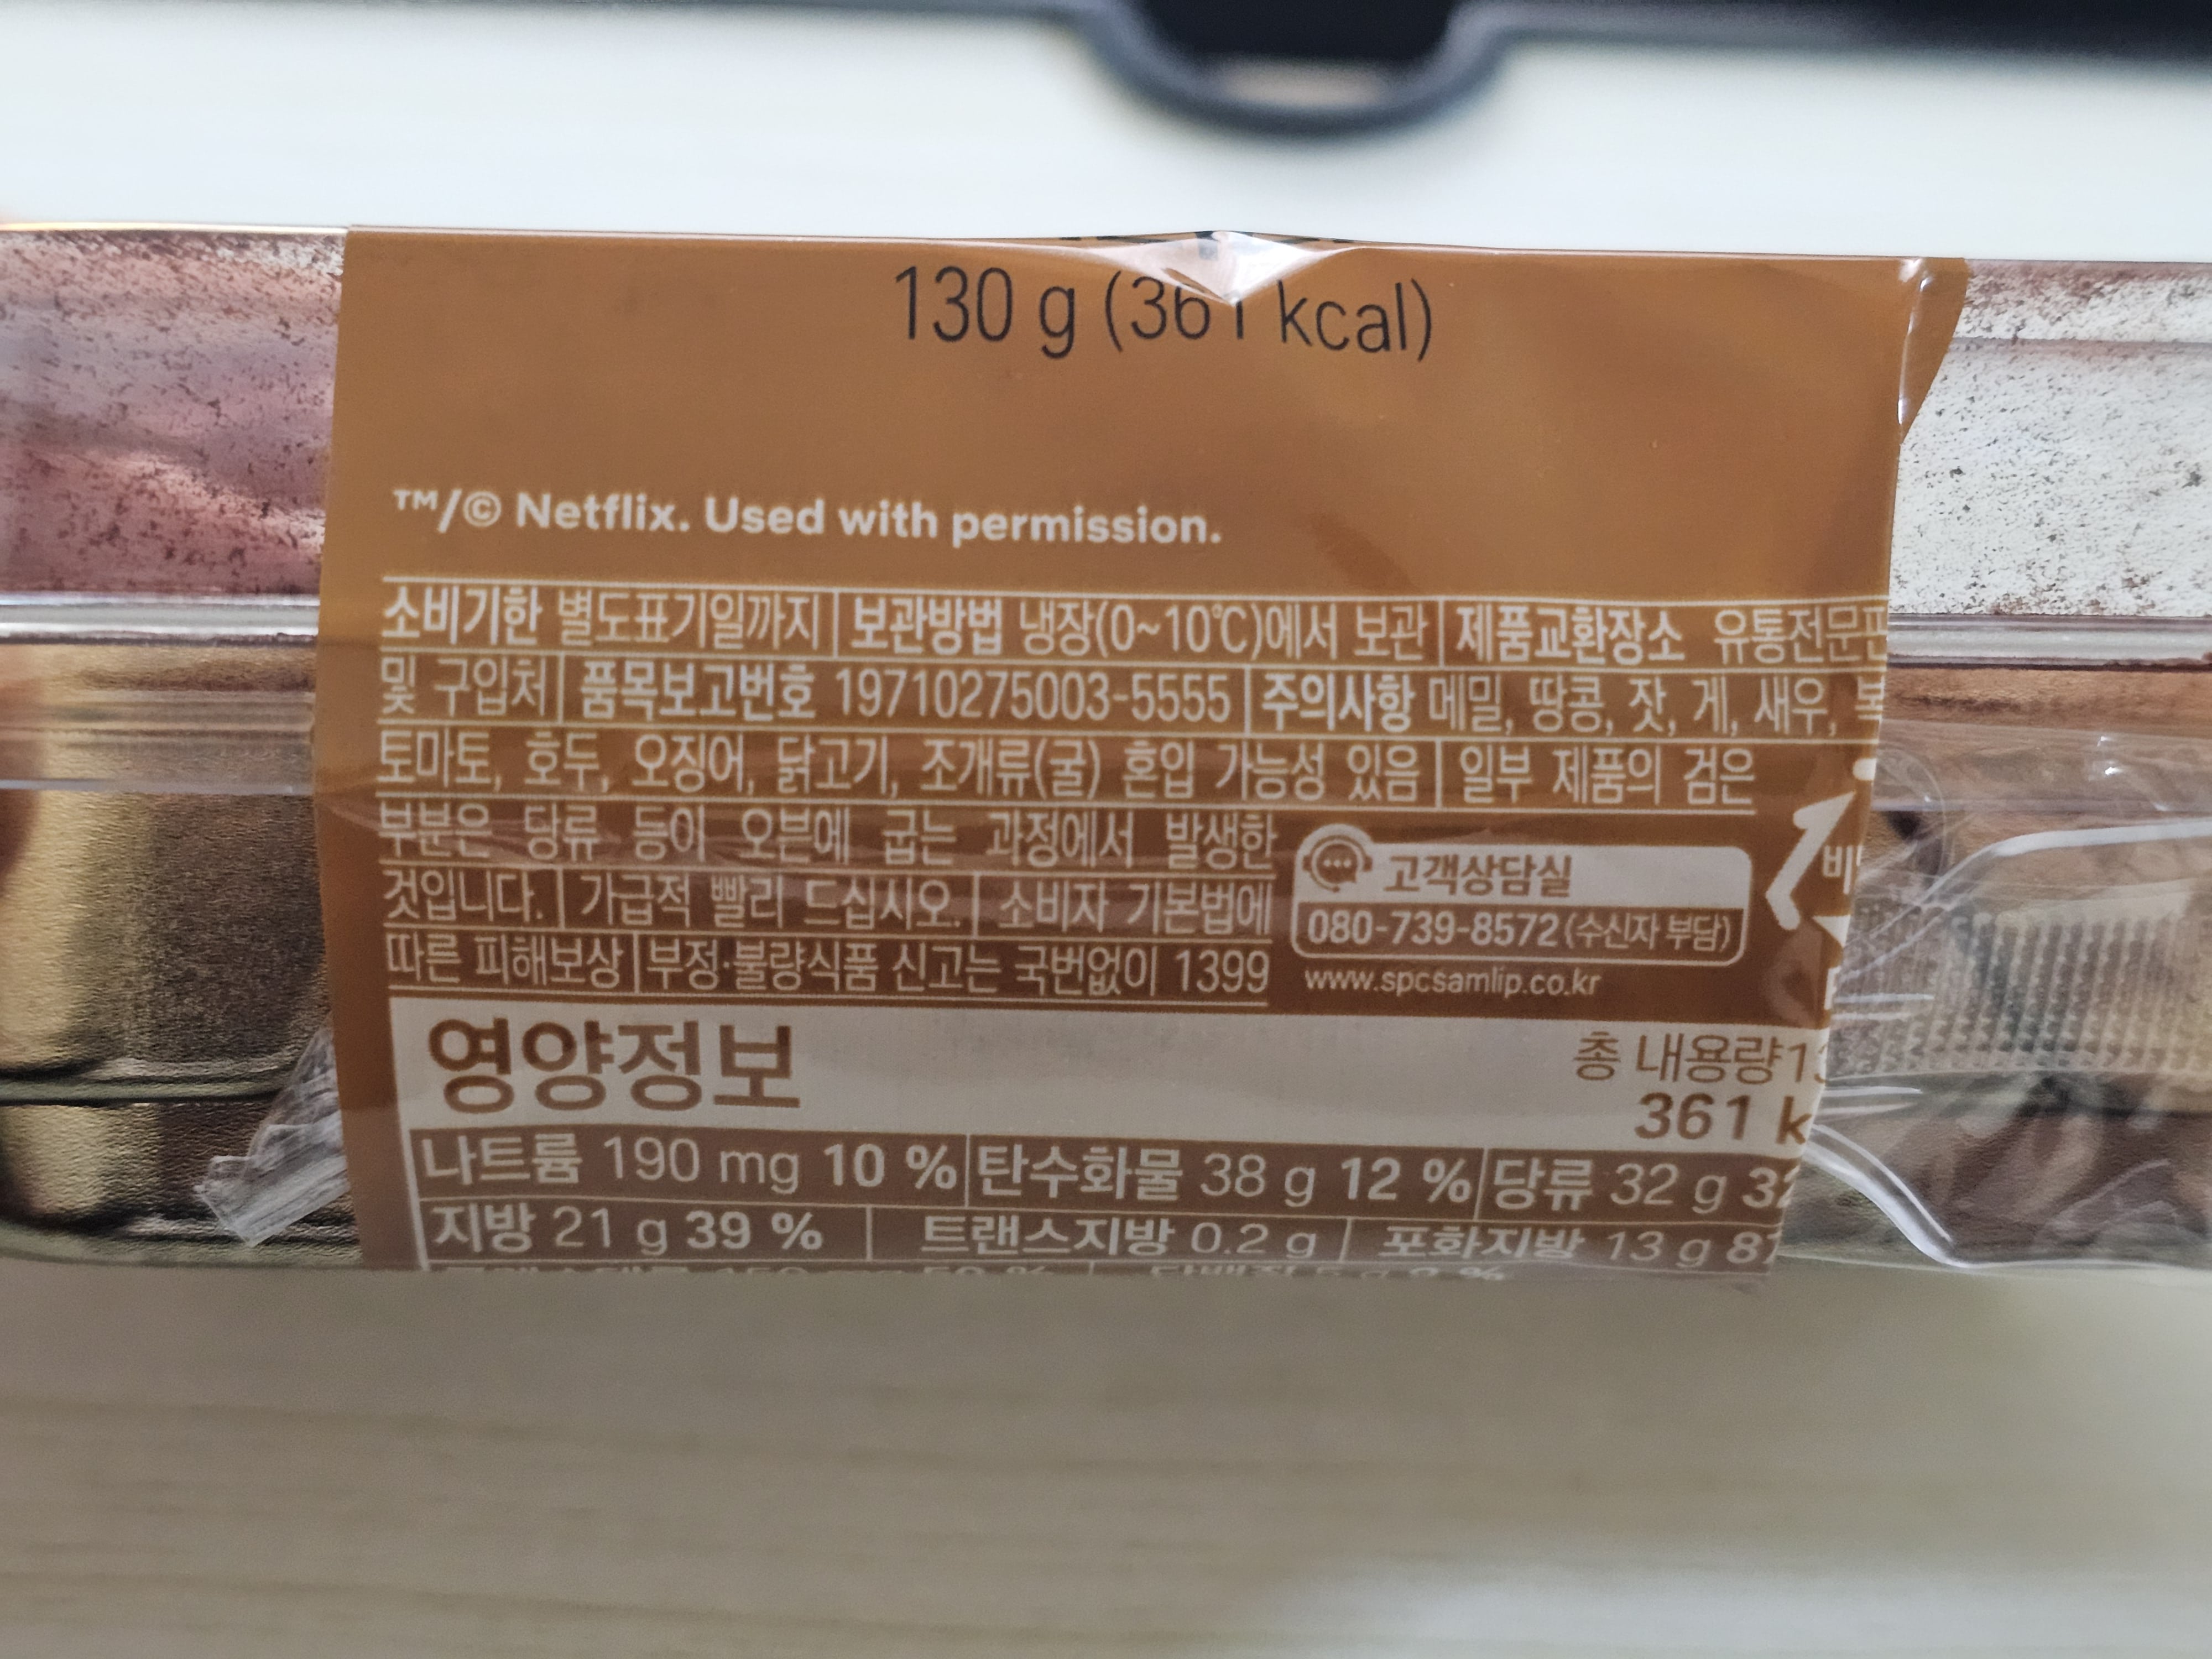 130 g (361 kcal)
™/© Netflix. Used with permission.
소비기한 별도표기일까지 | 보관방법 냉장(0~10℃)에서 보관 | 제품교환장소 유통전문판
및 구입처 | 품목보고번호 19710275003-5555 | 주의사항 메밀, 땅콩, 잣, 게, 새우, 복
토마토, 호두, 오징어, 닭고기, 조개류(굴) 혼입 가능성 있음 | 일부 제품의 검은
부분은 당류 등이 오븐에 굽는 과정에서 발생한
것입니다. | 가급적 빨리 드십시오. | 소비자 기본법에
따른 피해보상 | 부정·불량식품 신고는 국번없이 1399
고객상담실
080-739-8572 (수신자 부담)
www.spcsamlip.co.kr
영양정보
총 내용량 1
361 k
나트륨 190 mg 10 % | 탄수화물 38 g 12 % | 당류 32 g 32
지방 21 g 39 % | 트랜스지방 0.2 g | 포화지방 13 g 8